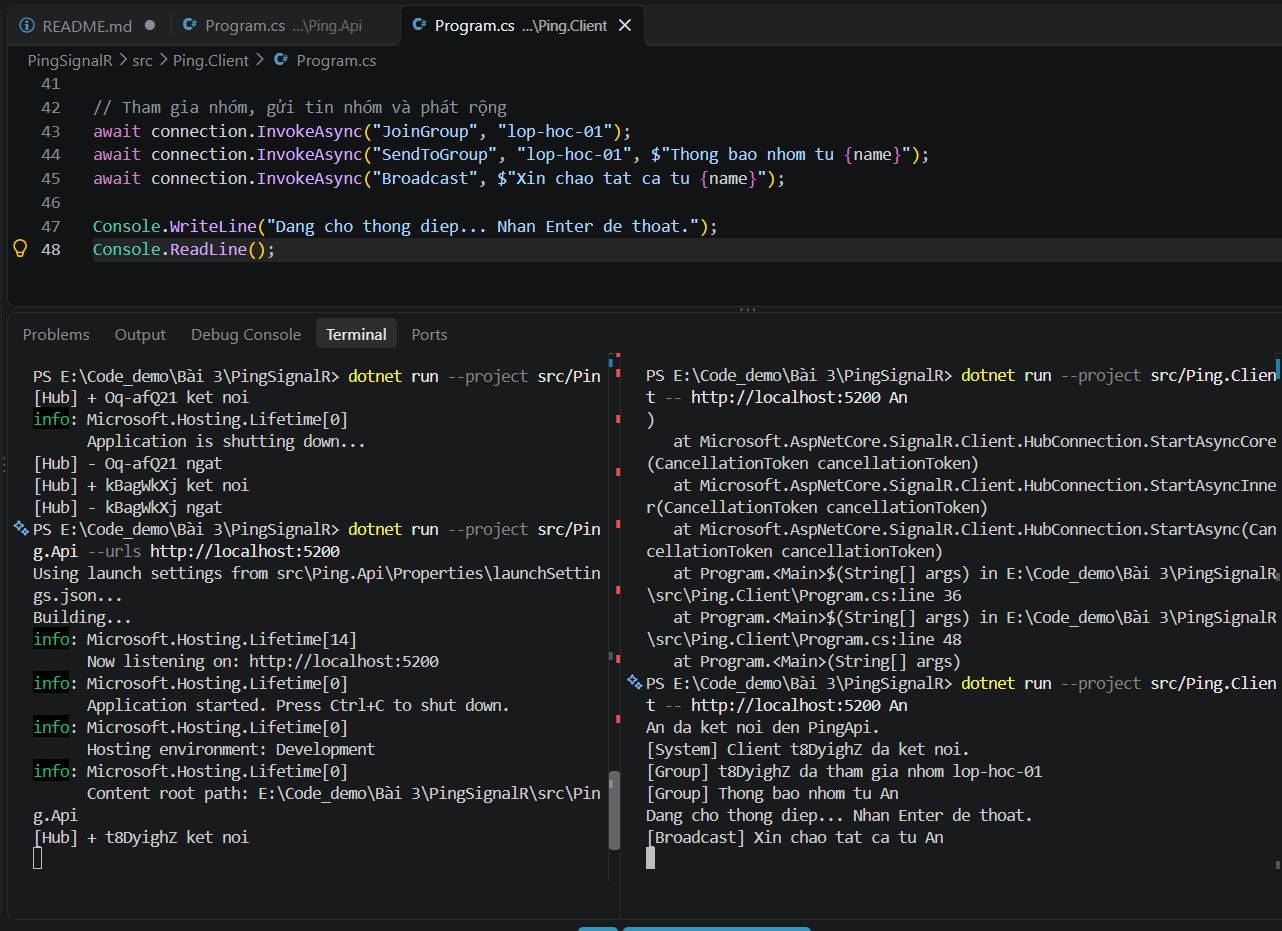 README.md
Program.cs ...\Ping.Api
Program.cs ...\Ping.Client
PingSignalR > src > Ping.Client > Program.cs
41
42 // Tham gia nhóm, gửi tin nhóm và phát rộng
43 await connection.InvokeAsync("JoinGroup", "lop-hoc-01");
44 await connection.InvokeAsync("SendToGroup", "lop-hoc-01", $"Thong bao nhom tu {name}");
45 await connection.InvokeAsync("Broadcast", $"Xin chao tat ca tu {name}");
46
47 Console.WriteLine("Dang cho thong diep... Nhan Enter de thoat.");
48 Console.ReadLine();
Problems Output Debug Console Terminal Ports
PS E:\Code_demo\Bài 3\PingSignalR> dotnet run --project src/Pin
[Hub] + Oq-afQ21 ket noi
info: Microsoft.Hosting.Lifetime[0]
Application is shutting down...
[Hub] - Oq-afQ21 ngat
[Hub] + kBagWkXj ket noi
[Hub] - kBagWkXj ngat
PS E:\Code_demo\Bài 3\PingSignalR> dotnet run --project src/Pin
g.Api --urls http://localhost:5200
Using launch settings from src\Ping.Api\Properties\launchSettin
gs.json...
Building...
info: Microsoft.Hosting.Lifetime[14]
Now listening on: http://localhost:5200
info: Microsoft.Hosting.Lifetime[0]
Application started. Press Ctrl+C to shut down.
info: Microsoft.Hosting.Lifetime[0]
Hosting environment: Development
info: Microsoft.Hosting.Lifetime[0]
Content root path: E:\Code_demo\Bài 3\PingSignalR\src\Pin
g.Api
[Hub] + t8DyighZ ket noi
PS E:\Code_demo\Bài 3\PingSignalR> dotnet run --project src/Ping.Clien
t -- http://localhost:5200 An
)
at Microsoft.AspNetCore.SignalR.Client.HubConnection.StartAsyncCore
(CancellationToken cancellationToken)
at Microsoft.AspNetCore.SignalR.Client.HubConnection.StartAsyncInne
r(CancellationToken cancellationToken)
at Microsoft.AspNetCore.SignalR.Client.HubConnection.StartAsync(Can
cellationToken cancellationToken)
at Program.<Main>$(String[] args) in E:\Code_demo\Bài 3\PingSignalR
\src\Ping.Client\Program.cs:line 36
at Program.<Main>$(String[] args) in E:\Code_demo\Bài 3\PingSignalR
\src\Ping.Client\Program.cs:line 48
at Program.<Main>(String[] args)
PS E:\Code_demo\Bài 3\PingSignalR> dotnet run --project src/Ping.Clien
t -- http://localhost:5200 An
An da ket noi den PingApi.
[System] Client t8DyighZ da ket noi.
[Group] t8DyighZ da tham gia nhom lop-hoc-01
[Group] Thong bao nhom tu An
Dang cho thong diep... Nhan Enter de thoat.
[Broadcast] Xin chao tat ca tu An